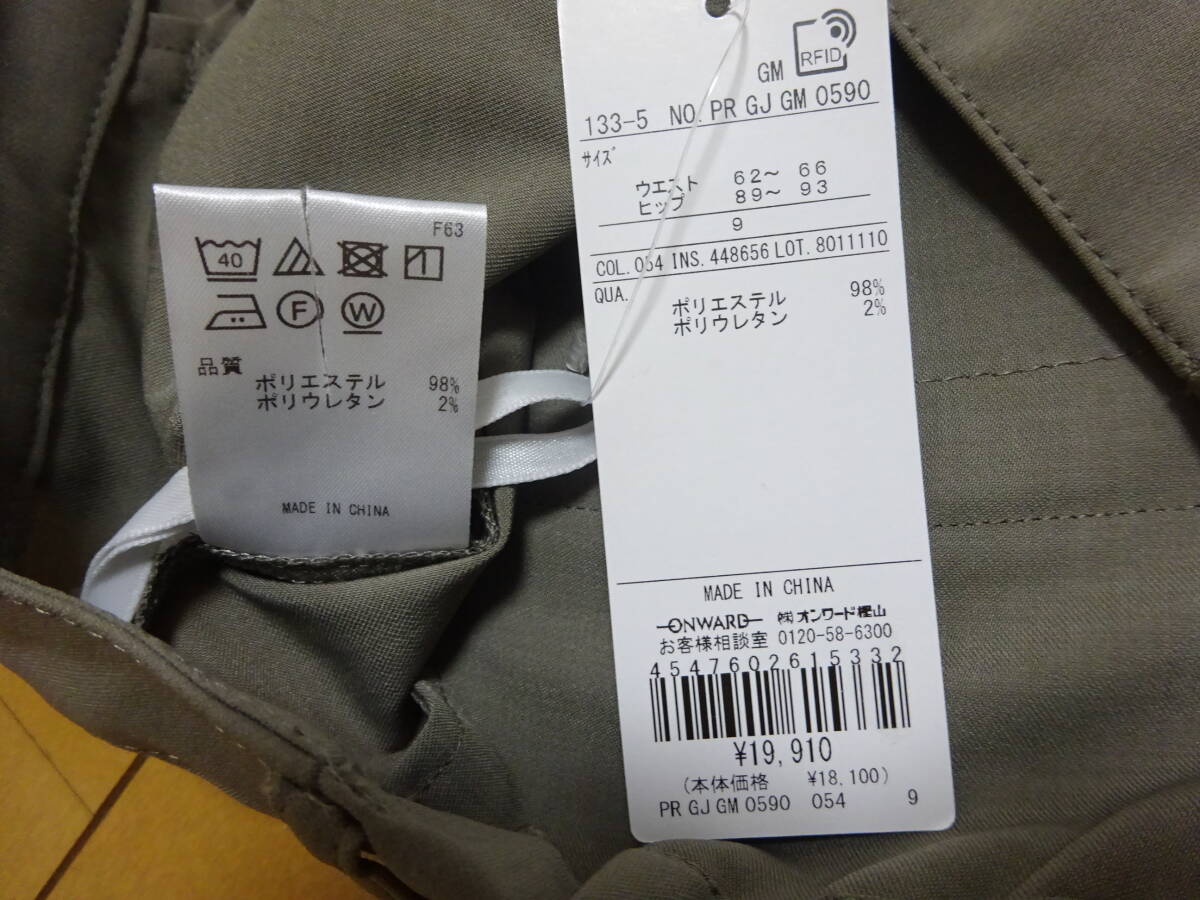 F63
40
F
W
品質
ポリエステル 98%
ポリウレタン 2%
MADE IN CHINA
GM RFID
133-5 NO. PR GJ GM 0590
サイズ
ウエスト 62～ 66
ヒップ 89～ 93
9
COL. 054 INS. 448656 LOT. 8011110
QUA.
ポリエステル 98%
ポリウレタン 2%
MADE IN CHINA
ONWARD ㈱オンワード樫山
お客様相談室 0120-58-6300
4547602615332
¥19,910
(本体価格 ¥18,100)
PR GJ GM 0590 054 9